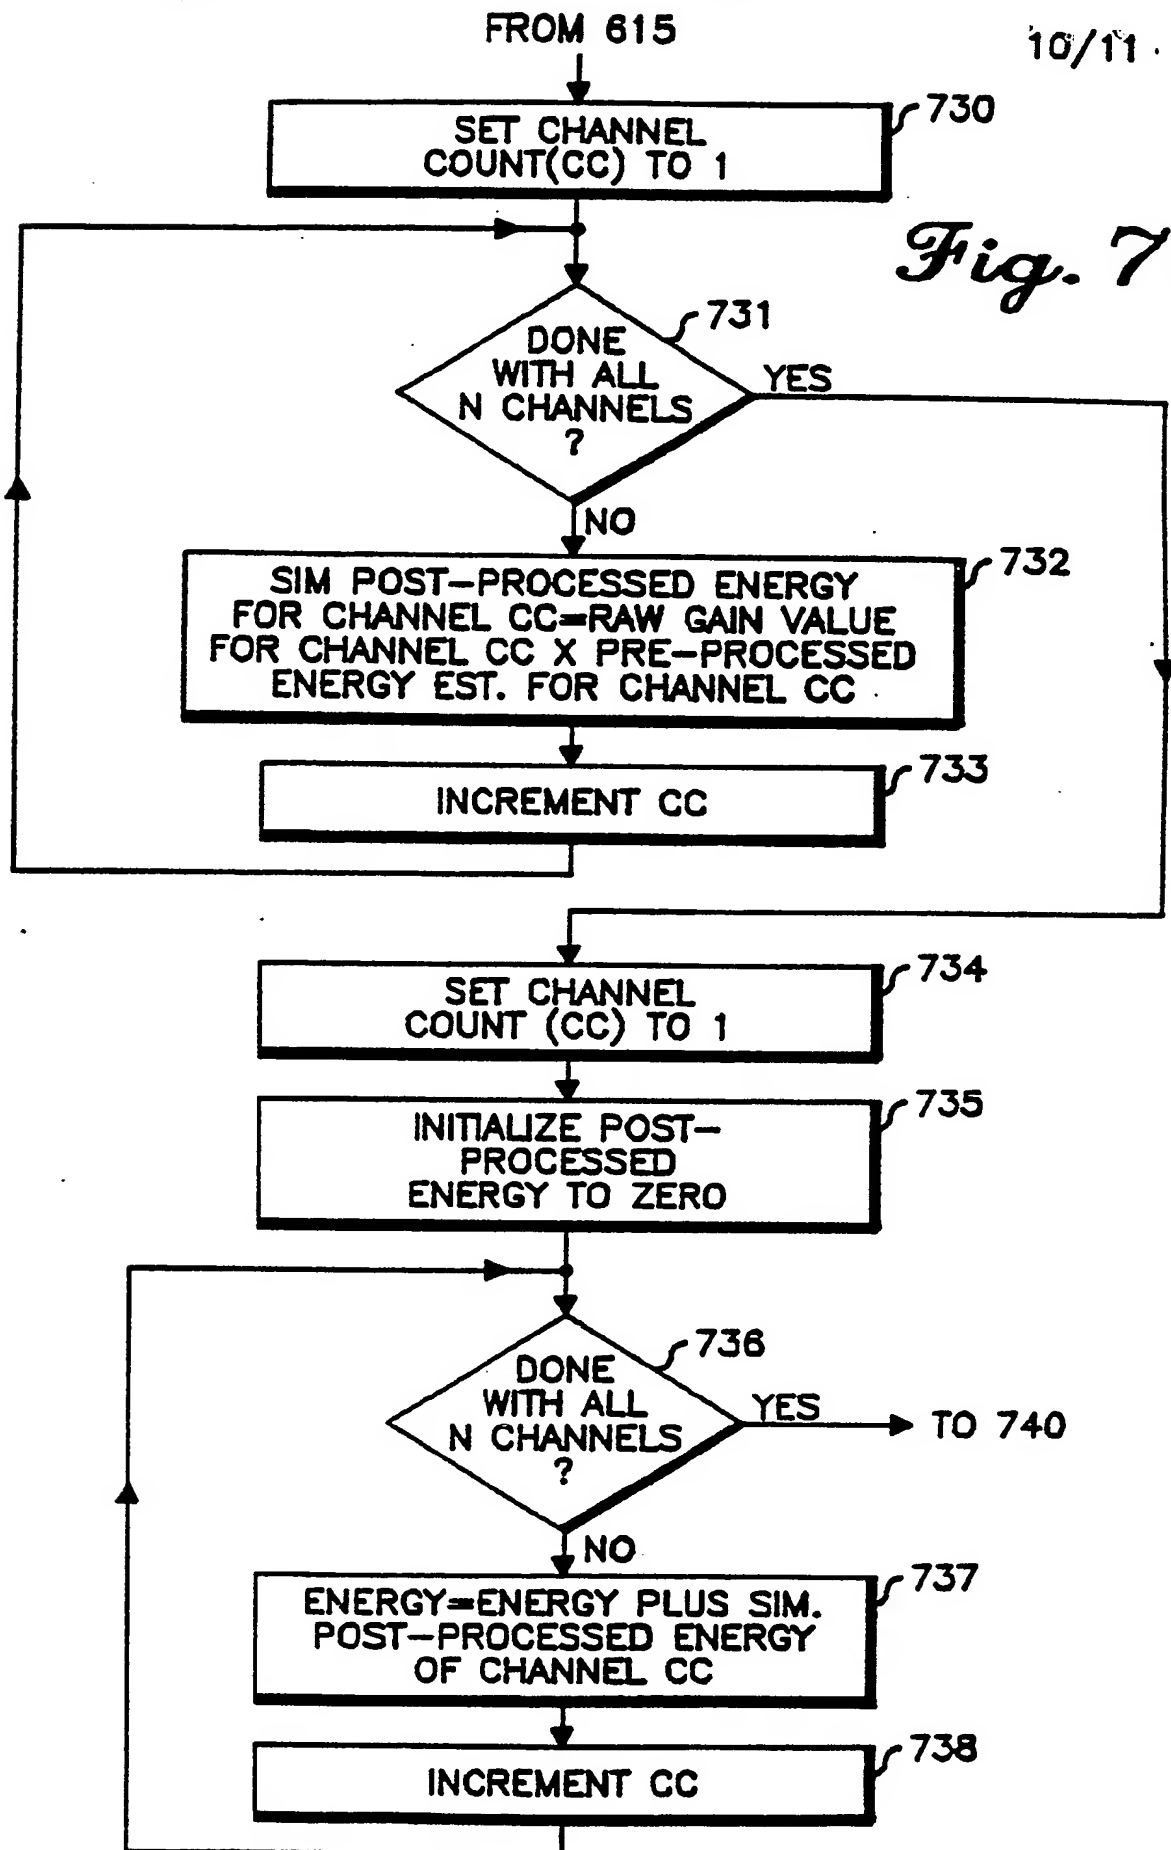 FROM 615
10/11
730
SET CHANNEL
COUNT(CC) TO 1
Fig. 7
731
DONE
WITH ALL
N CHANNELS
?
YES
NO
732
SIM POST-PROCESSED ENERGY
FOR CHANNEL CC=RAW GAIN VALUE
FOR CHANNEL CC X PRE-PROCESSED
ENERGY EST. FOR CHANNEL CC
733
INCREMENT CC
734
SET CHANNEL
COUNT (CC) TO 1
735
INITIALIZE POST-
PROCESSED
ENERGY TO ZERO
736
DONE
WITH ALL
N CHANNELS
?
YES
TO 740
NO
737
ENERGY=ENERGY PLUS SIM.
POST-PROCESSED ENERGY
OF CHANNEL CC
738
INCREMENT CC